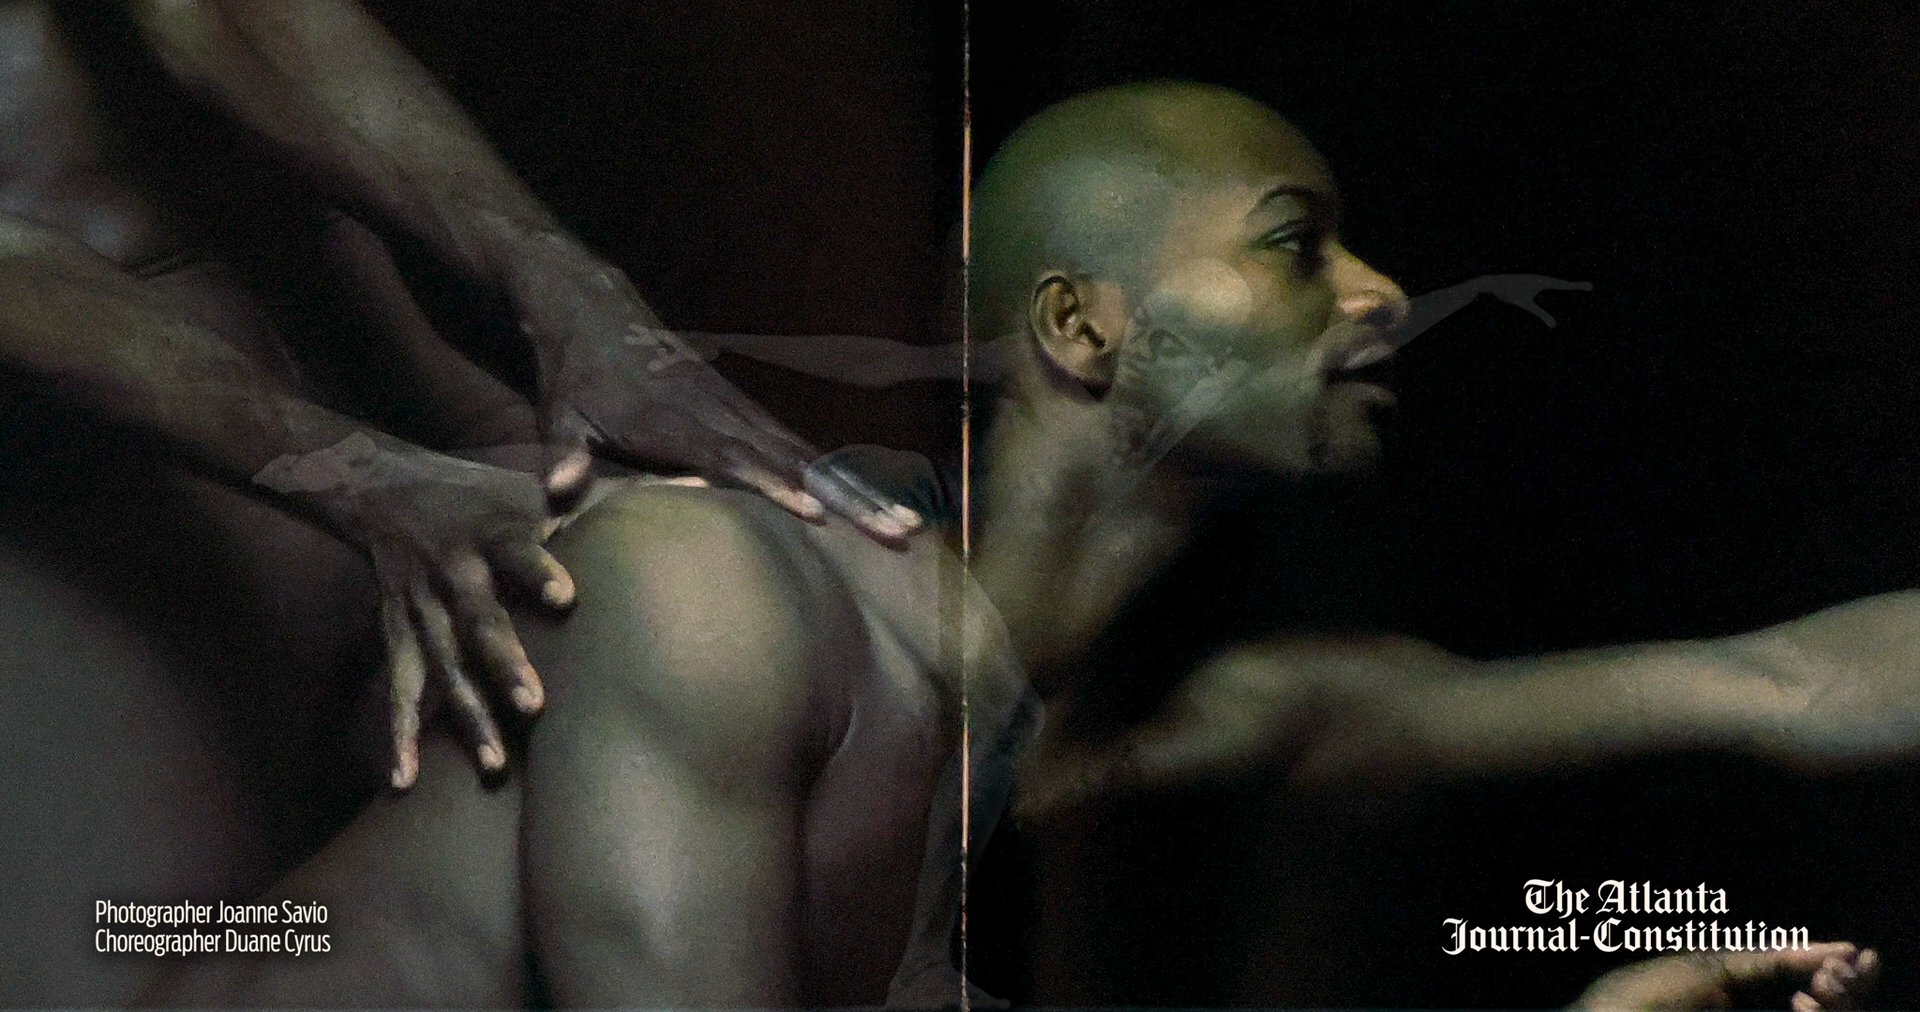 Photographer Joanne Savio
Choreographer Duane Cyrus
The Atlanta
Journal-Constitution